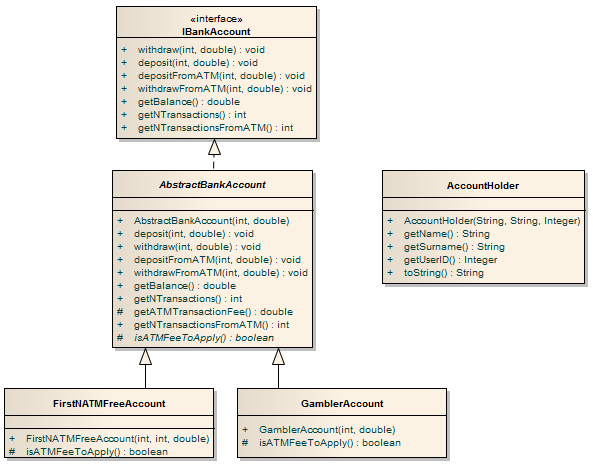 «interface»
IBankAccount
+ withdraw(int, double) : void
+ deposit(int, double) : void
+ depositFromATM(int, double) : void
+ withdrawFromATM(int, double) : void
+ getBalance() : double
+ getNTransactions() : int
+ getNTransactionsFromATM() : int
AbstractBankAccount
+ AbstractBankAccount(int, double)
+ deposit(int, double) : void
+ withdraw(int, double) : void
+ depositFromATM(int, double) : void
+ withdrawFromATM(int, double) : void
+ getBalance() : double
+ getNTransactions() : int
# getATMTransactionFee() : double
+ getNTransactionsFromATM() : int
# isATMFeeToApply() : boolean
AccountHolder
+ AccountHolder(String, String, Integer)
+ getName() : String
+ getSurname() : String
+ getUserID() : Integer
+ toString() : String
FirstNATMFreeAccount
+ FirstNATMFreeAccount(int, int, double)
# isATMFeeToApply() : boolean
GamblerAccount
+ GamblerAccount(int, double)
# isATMFeeToApply() : boolean